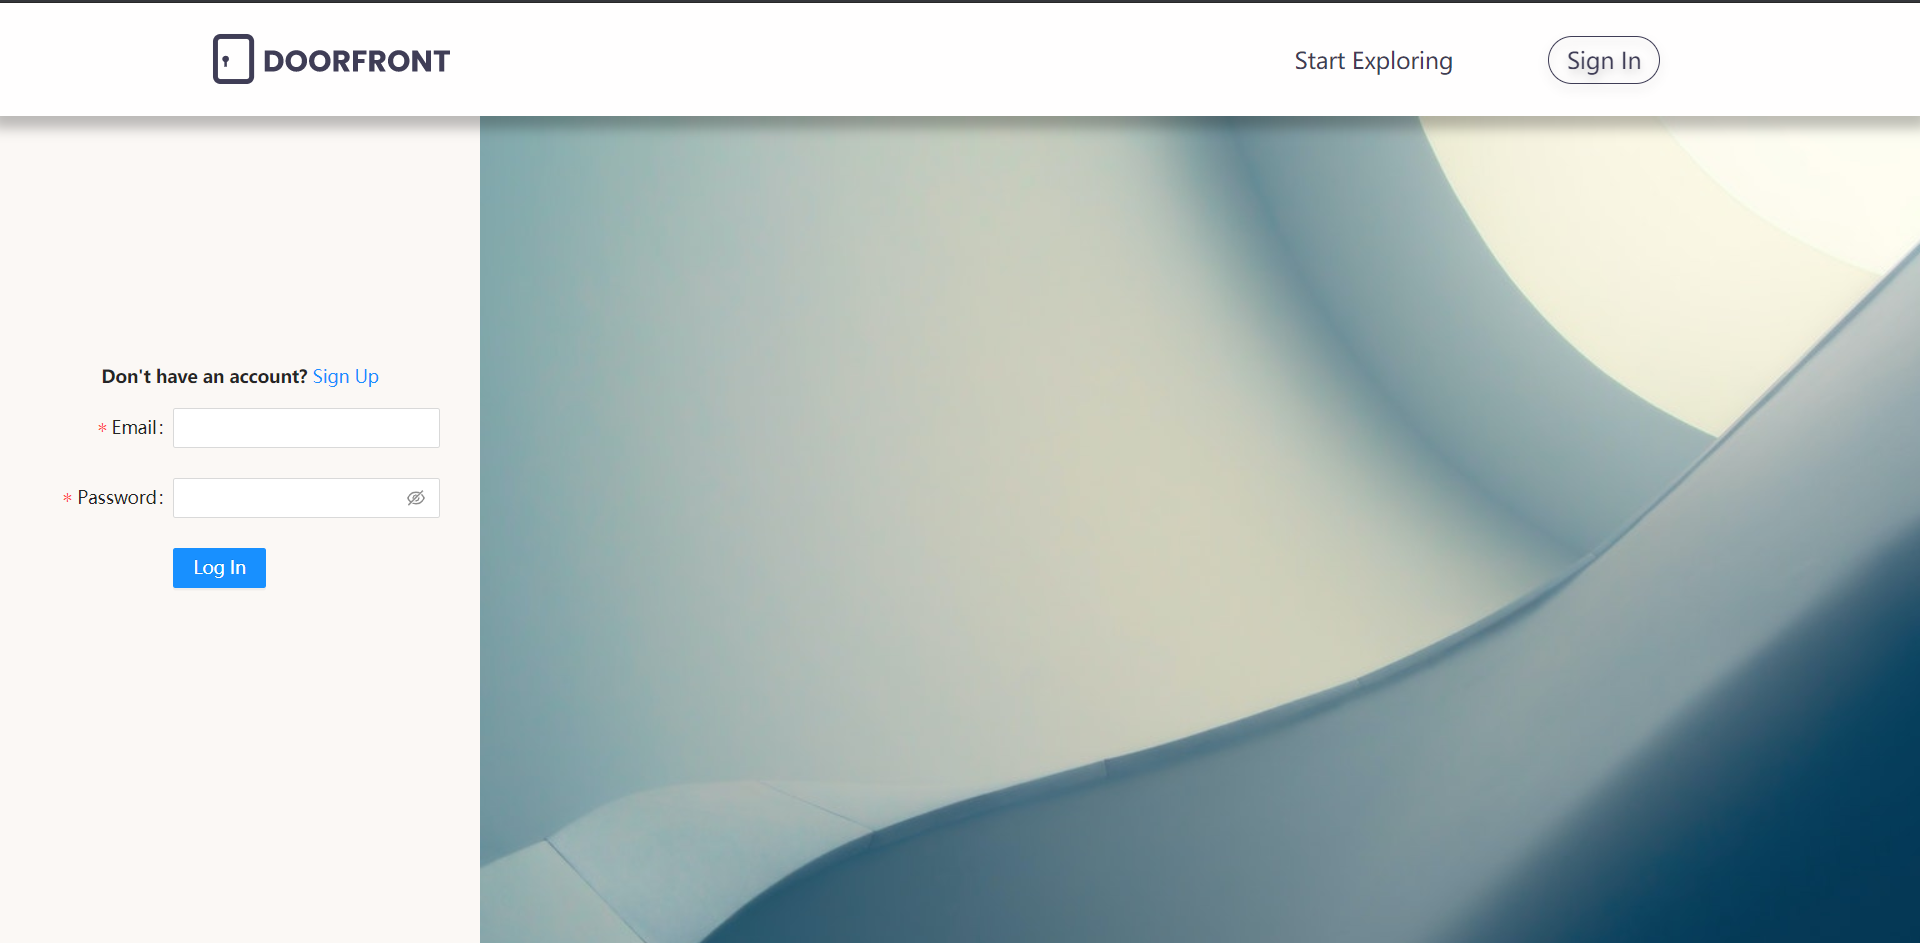 DOORFRONT
Start Exploring
Sign In
Don't have an account? Sign Up
* Email:
* Password:
Log In